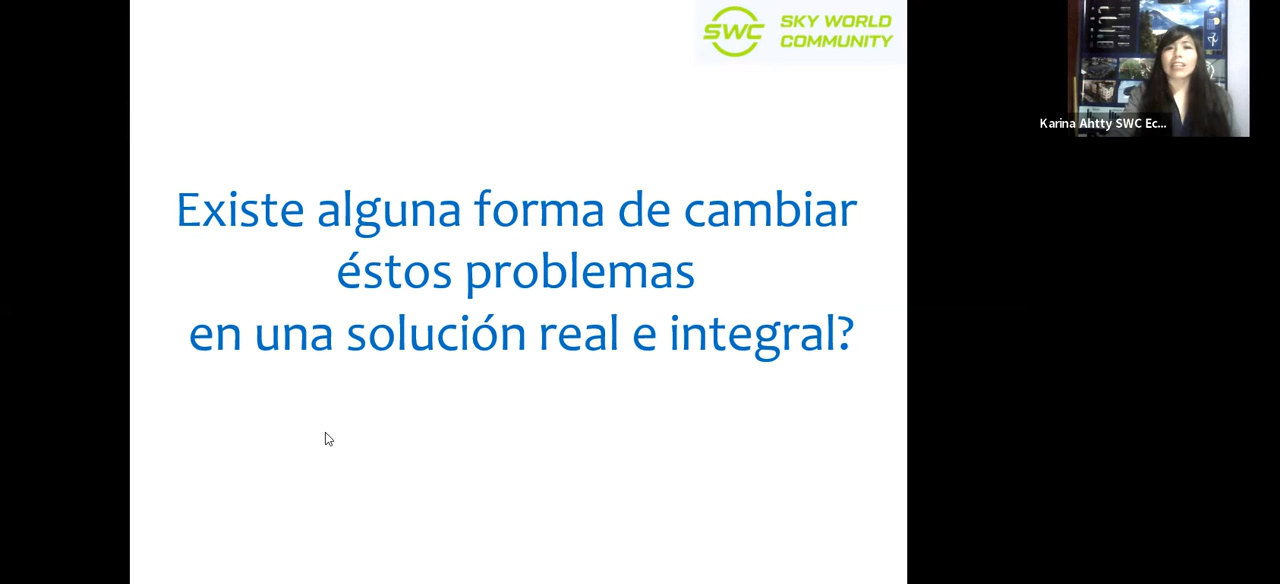 SWC
SKY WORLD
COMMUNITY
Existe alguna forma de cambiar
éstos problemas
en una solución real e integral?
Karina Ahtty SWC Ec...